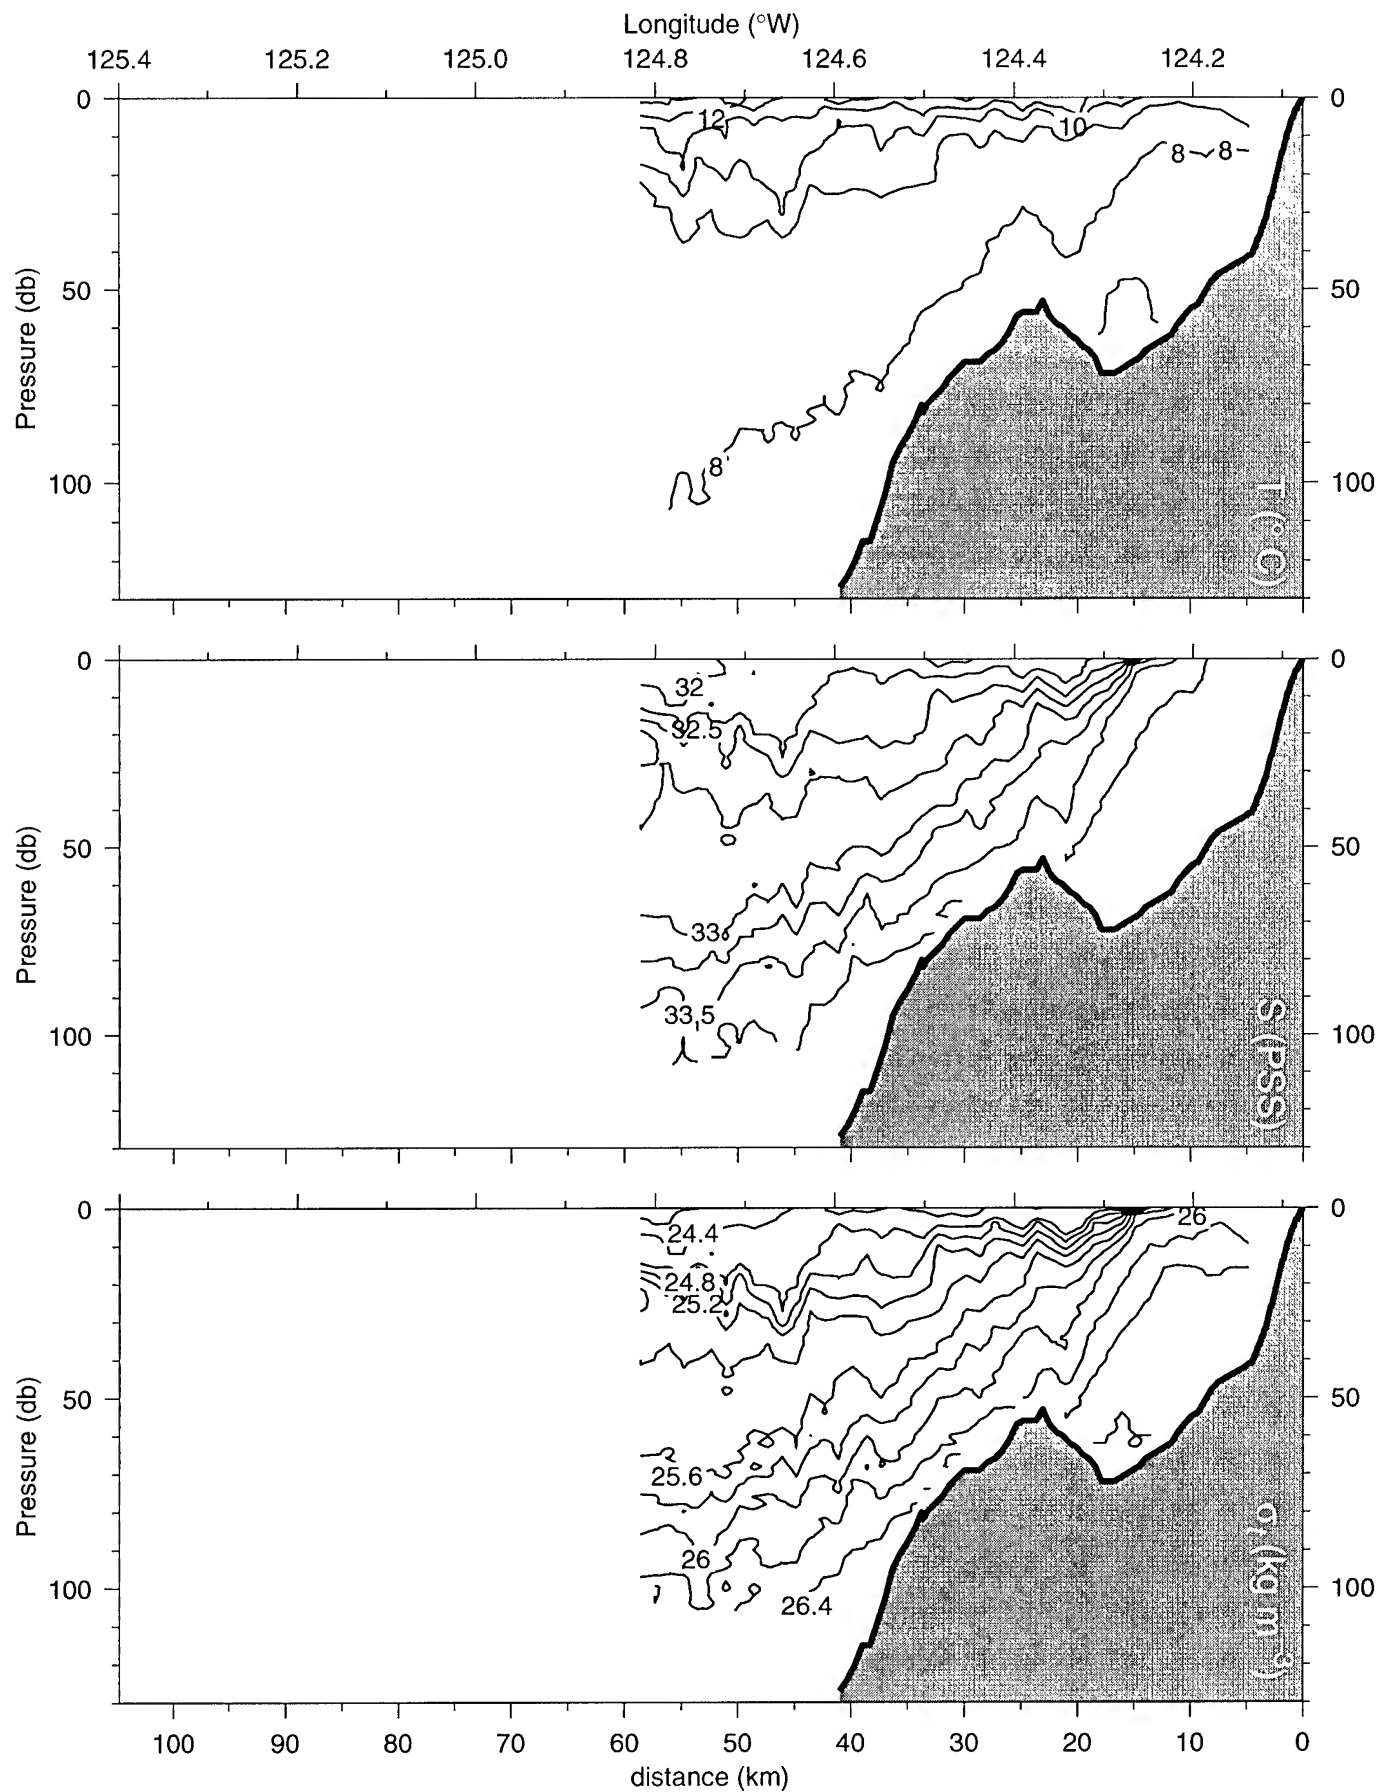 Longitude (°W)
125.4 125.2 125.0 124.8 124.6 124.4 124.2
0 0
12 10
8 8
50 50
Pressure (db)
8
100 100
T (°C)
0 0
32
32.5
50 50
Pressure (db)
33
33.5
100 100
S (PSS)
0 0
26
24.4
24.8
25.2
50 50
Pressure (db)
25.6
26
100 100
26.4
σt (kg m⁻³)
100 90 80 70 60 50 40 30 20 10 0
distance (km)